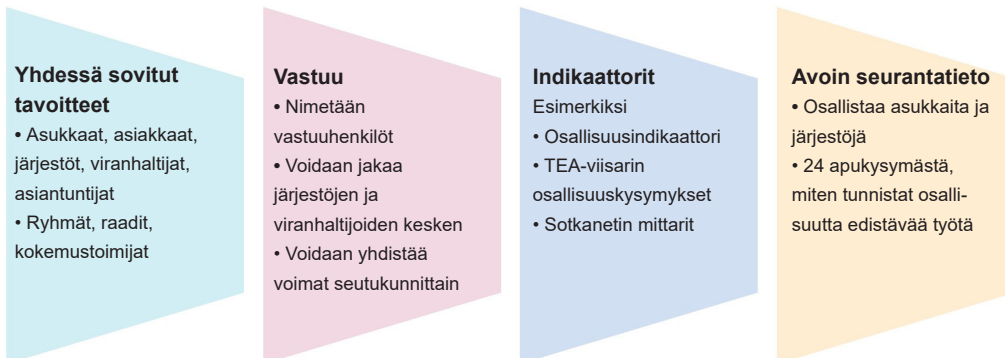 Yhdessä sovitut
tavoitteet
• Asukkaat, asiakkaat,
järjestöt, viranhaltijat,
asiantuntijat
• Ryhmät, raadit,
kokemustoimijat
Vastuu
• Nimetään
vastuuhenkilöt
• Voidaan jakaa
järjestöjen ja
viranhaltijoiden kesken
• Voidaan yhdistää
voimat seutukunnittain
Indikaattorit
Esimerkiksi
• Osallisuusindikaattori
• TEA-viisarin
osallisuuskysymykset
• Sotkanetin mittarit
Avoin seurantatieto
• Osallistaa asukkaita ja
järjestöjä
• 24 apukysymästä,
miten tunnistat osalli-
suutta edistävää työtä